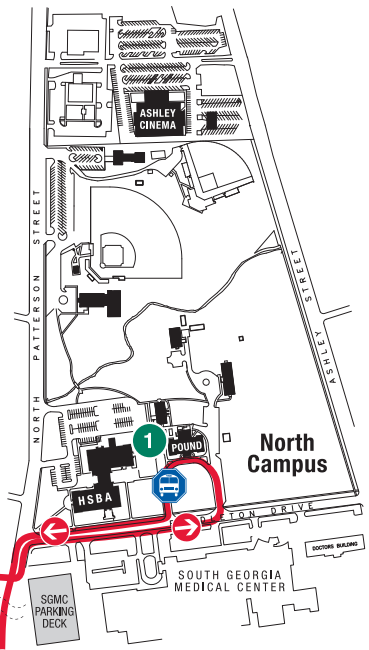 ASHLEY
CINEMA
NORTH PATTERSON STREET
ASHLEY STREET
1
POUND
North
Campus
HSBA
ETON DRIVE
DOCTORS BUILDING
SOUTH GEORGIA
MEDICAL CENTER
SGMC
PARKING
DECK